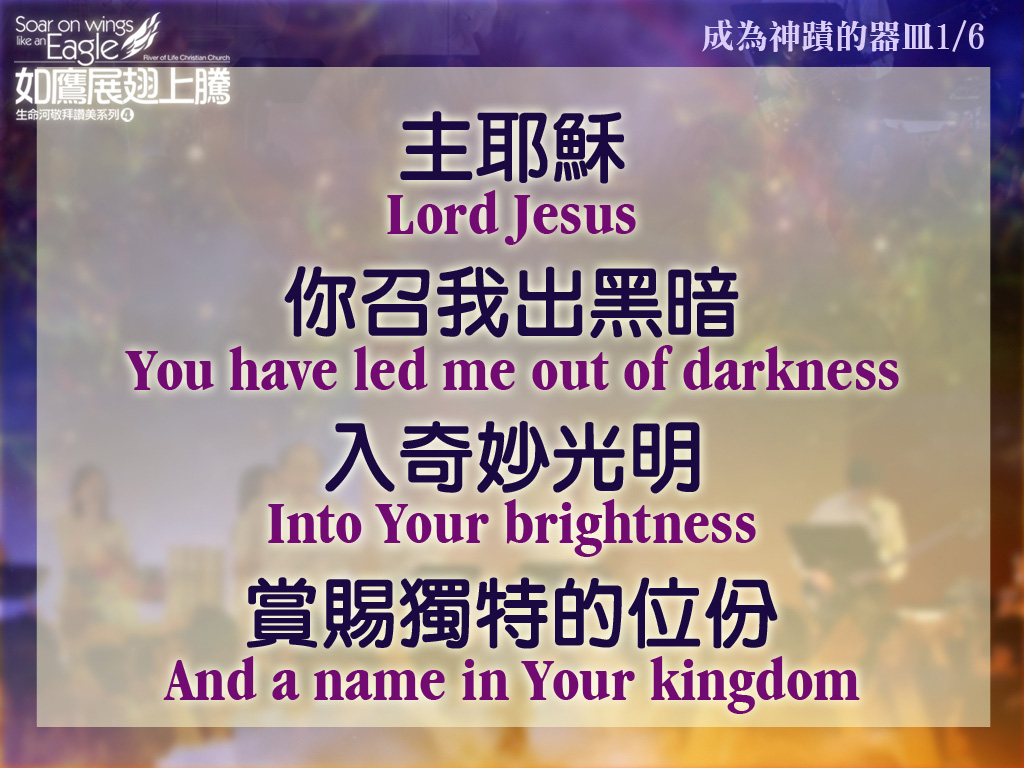 Soar on wings
like an Eagle
River of Life Christian Church
如鷹展翅上騰
生命河敬拜讚美系列4
成為神蹟的器皿1/6
主耶穌
Lord Jesus
你召我出黑暗
You have led me out of darkness
入奇妙光明
Into Your brightness
賞賜獨特的位份
And a name in Your kingdom